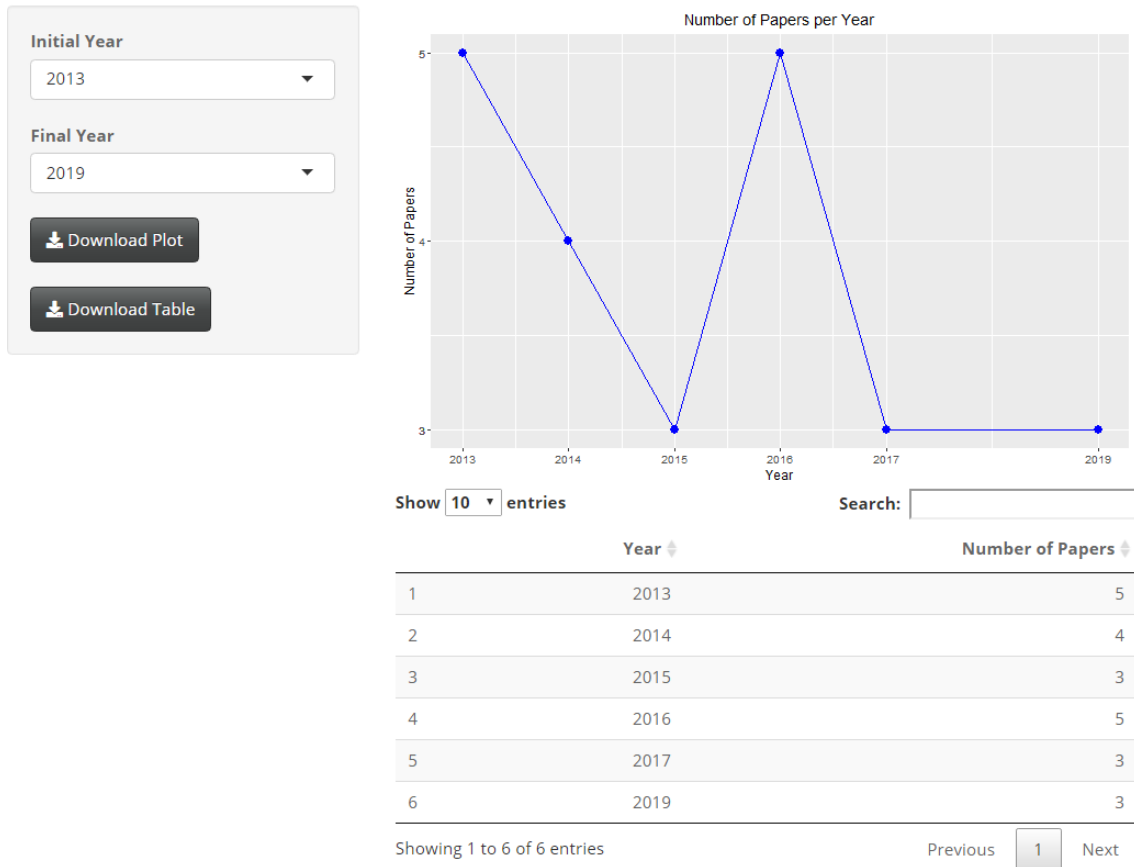 Initial Year
2013
Final Year
2019
Download Plot
Download Table
Number of Papers per Year
Number of Papers
5
4
3
2013 2014 2015 2016 2017 2019
Year
Show 10 entries Search:
Year Number of Papers
1 2013 5
2 2014 4
3 2015 3
4 2016 5
5 2017 3
6 2019 3
Showing 1 to 6 of 6 entries Previous 1 Next